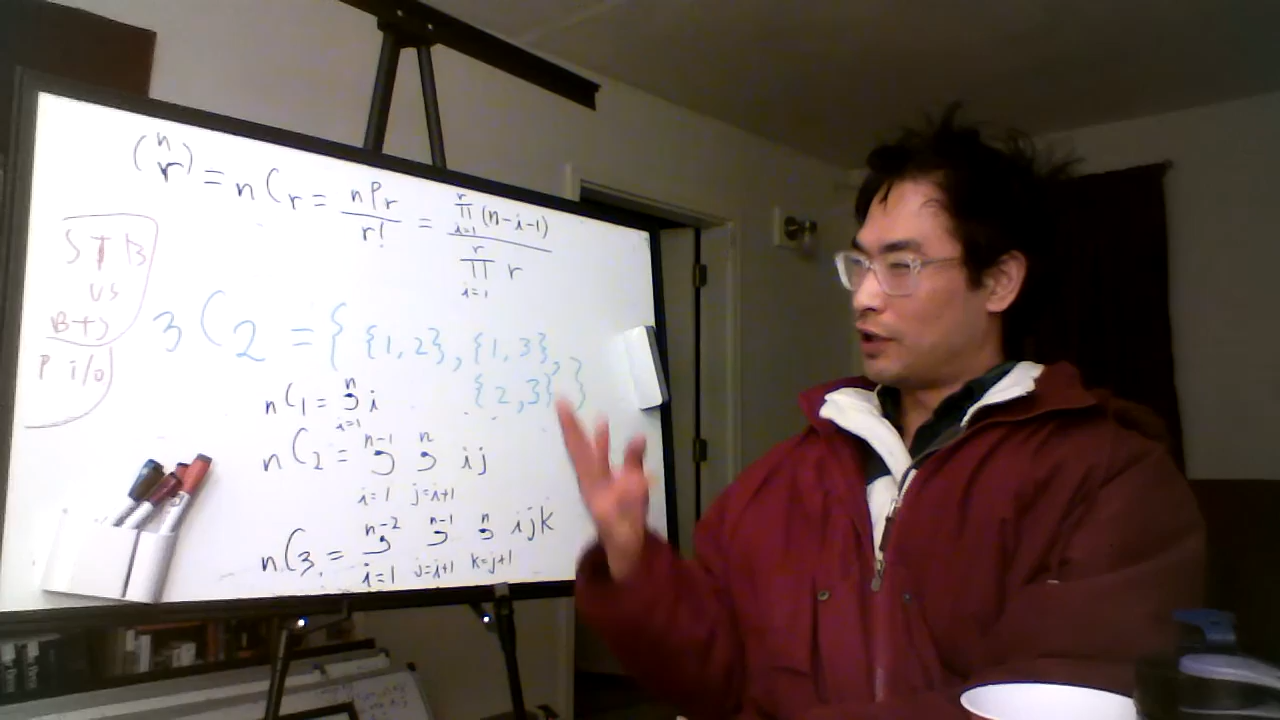 (n r) = nCr = nPr / r! = r ∏ i=1 (n-i-1) / r ∏ i=1 r
STB
vs
B+J
P i/o
3C2 = { {1,2}, {1,3},
{2,3} }
nC1 = n , i=1 i
nC2 = n-1 , i=1 n , j=i+1 ij
nC3 = n-2 , i=1 n-1 , j=i+1 n , k=j+1 ijk